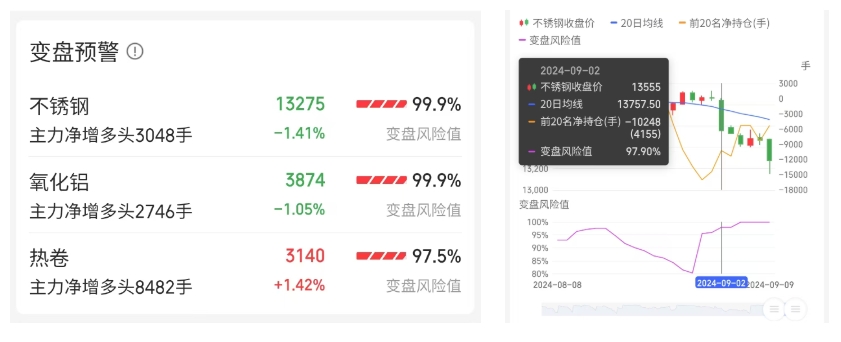 变盘预警
不锈钢 13275 99.9%
主力净增多头3048手 -1.41% 变盘风险值
氧化铝 3874 99.9%
主力净增多头2746手 -1.05% 变盘风险值
热卷 3140 97.5%
主力净增多头8482手 +1.42% 变盘风险值
不锈钢收盘价 20日均线 前20名净持仓(手)
变盘风险值
手
2024-09-02
不锈钢收盘价 13555
20日均线 13757.50
前20名净持仓(手) -10248
(4155)
变盘风险值 97.90%
3000
0
-3000
-6000
-9000
-12000
13,200 -15000
13,000 -18000
变盘风险值
100%
95%
90%
85%
80%
2024-08-08 2024-09-02 2024-09-09